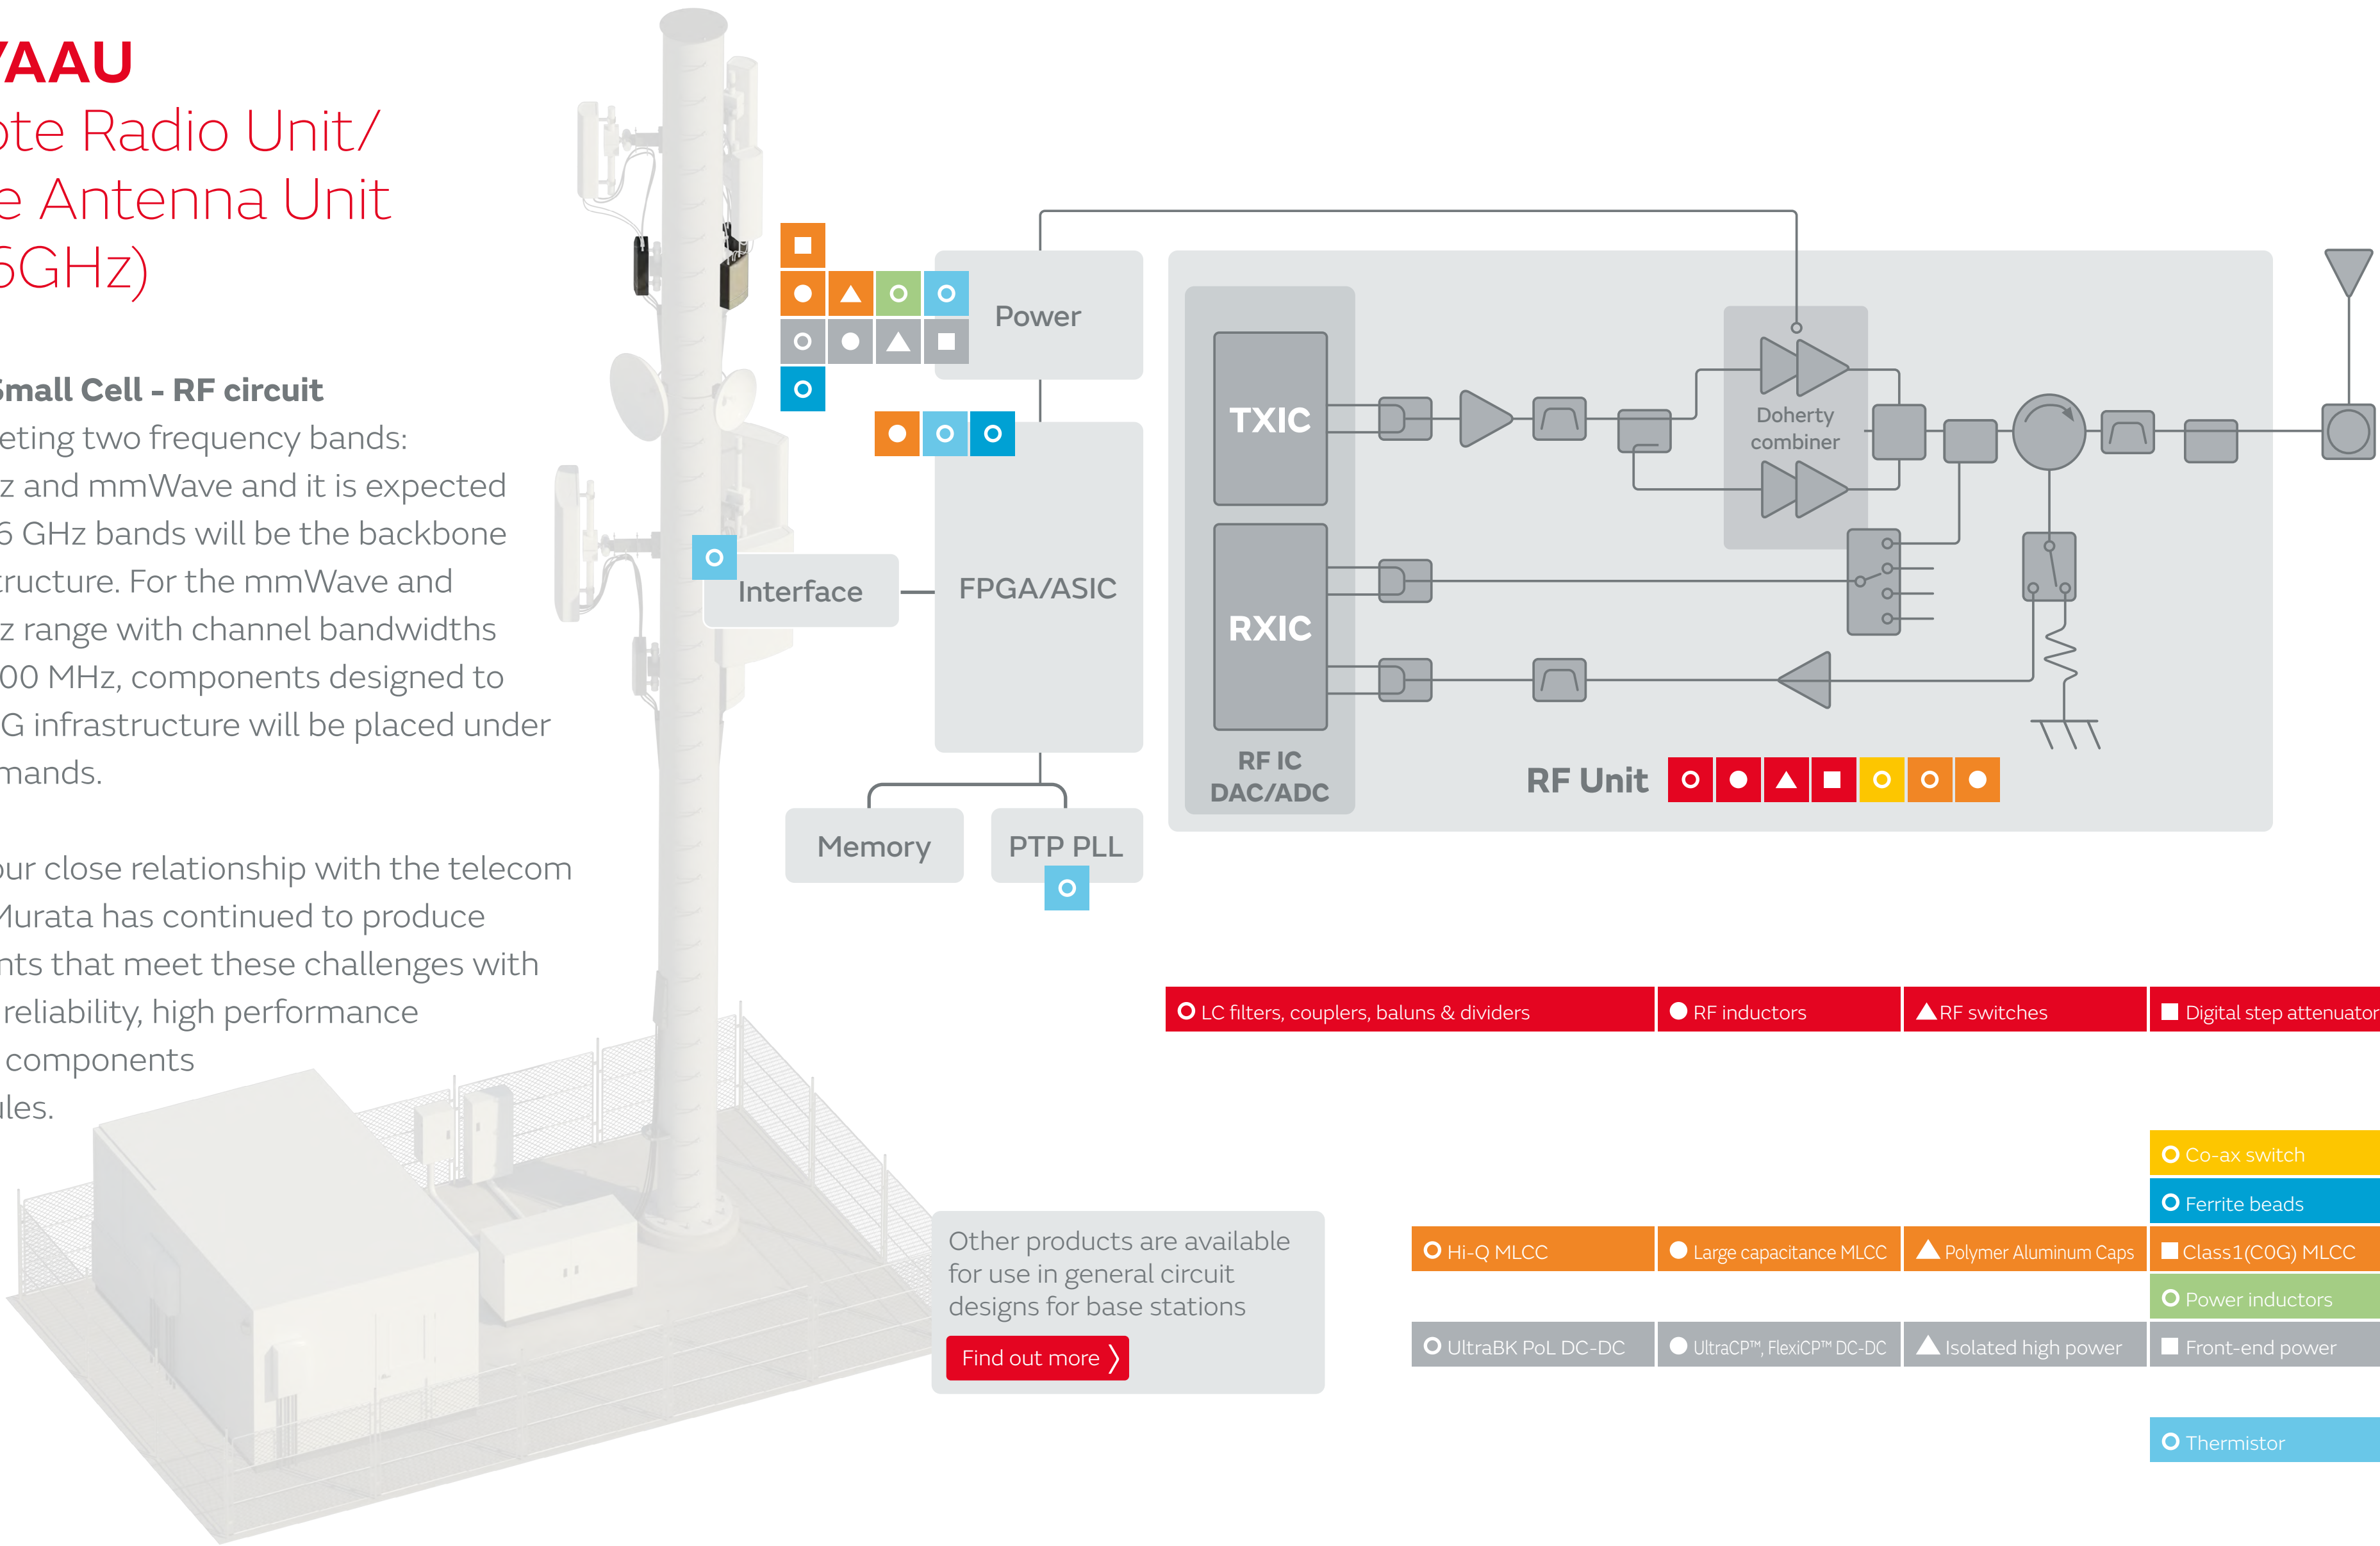 /AAU
ote Radio Unit/
e Antenna Unit
6GHz)
Small Cell - RF circuit
eting two frequency bands:
z and mmWave and it is expected
6 GHz bands will be the backbone
tructure. For the mmWave and
z range with channel bandwidths
00 MHz, components designed to
G infrastructure will be placed under
mands.
our close relationship with the telecom
Murata has continued to produce
nts that meet these challenges with
reliability, high performance
components
ules.
Power
Interface
FPGA/ASIC
Memory
PTP PLL
TXIC
RXIC
RF IC
DAC/ADC
Doherty
combiner
RF Unit
LC filters, couplers, baluns & dividers
RF inductors
RF switches
Digital step attenuator
Co-ax switch
Ferrite beads
Hi-Q MLCC
Large capacitance MLCC
Polymer Aluminum Caps
Class1(C0G) MLCC
Power inductors
UltraBK PoL DC-DC
UltraCP™, FlexiCP™ DC-DC
Isolated high power
Front-end power
Thermistor
Other products are available
for use in general circuit
designs for base stations
Find out more